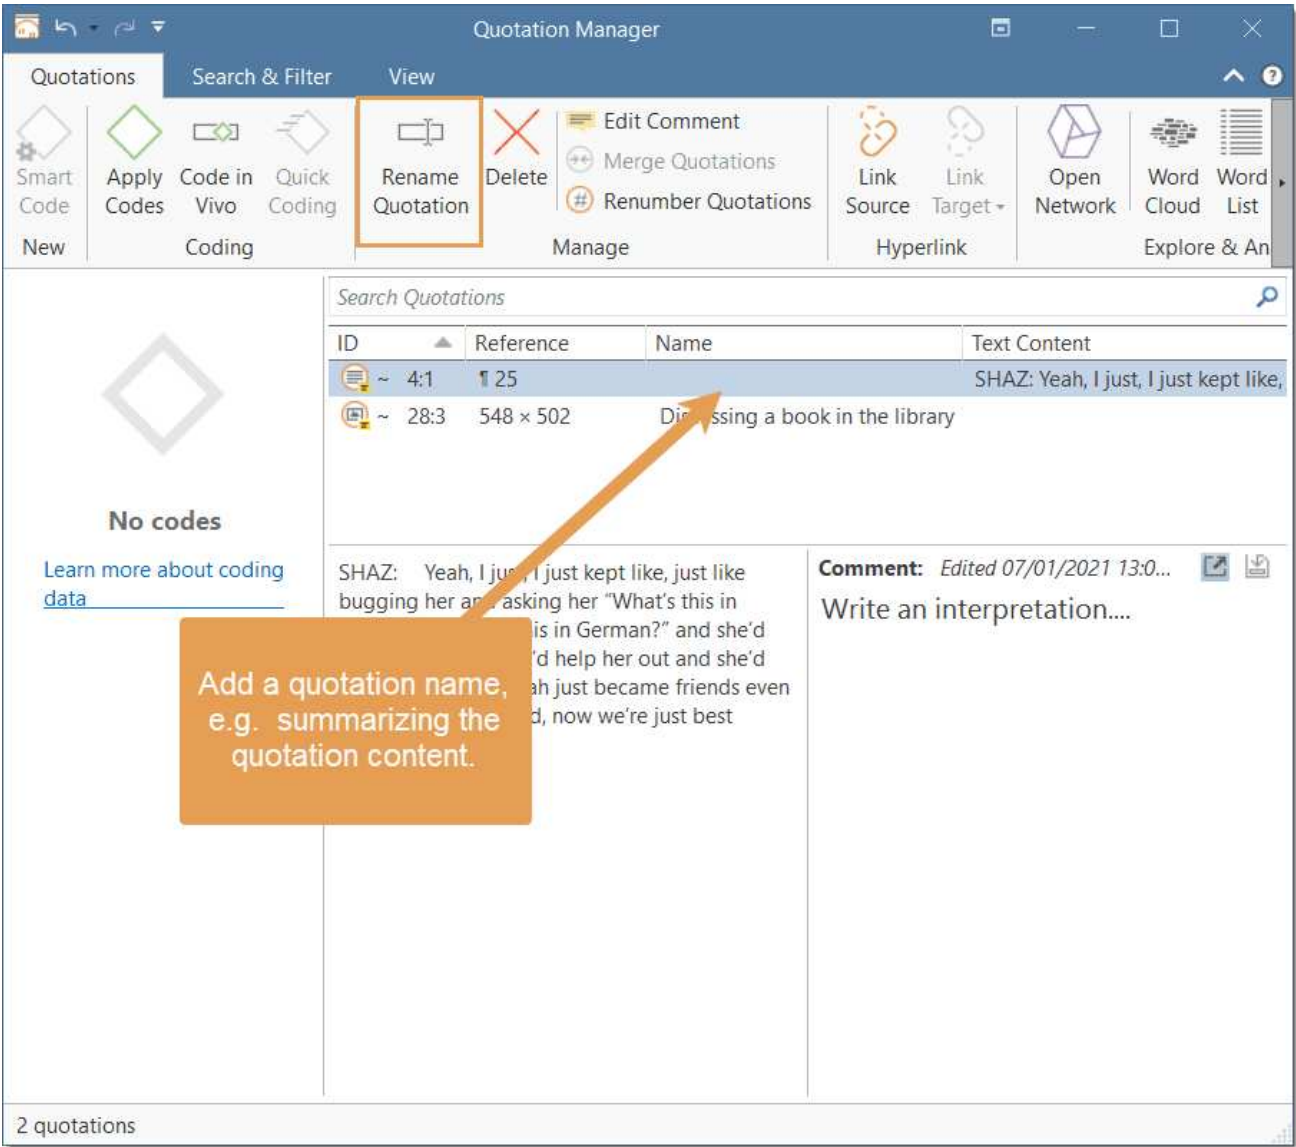 Quotation Manager
Quotations Search & Filter View
Smart Code
Apply Codes
Code in Vivo
Quick Coding
Rename Quotation
Delete
Edit Comment
Merge Quotations
Renumber Quotations
Link Source
Link Target
Open Network
Word Cloud
Word List
New Coding Manage Hyperlink Explore & An
Search Quotations
ID Reference Name Text Content
~ 4:1 ¶ 25 SHAZ: Yeah, I just, I just kept like,
~ 28:3 548 × 502 Discussing a book in the library
No codes
Learn more about coding
data
SHAZ: Yeah, I just, I just kept like, just like
bugging her and asking her “What's this in
is in German?” and she'd
'd help her out and she'd
just became friends even
, now we're just best
Comment: Edited 07/01/2021 13:0...
Write an interpretation....
Add a quotation name,
e.g. summarizing the
quotation content.
2 quotations